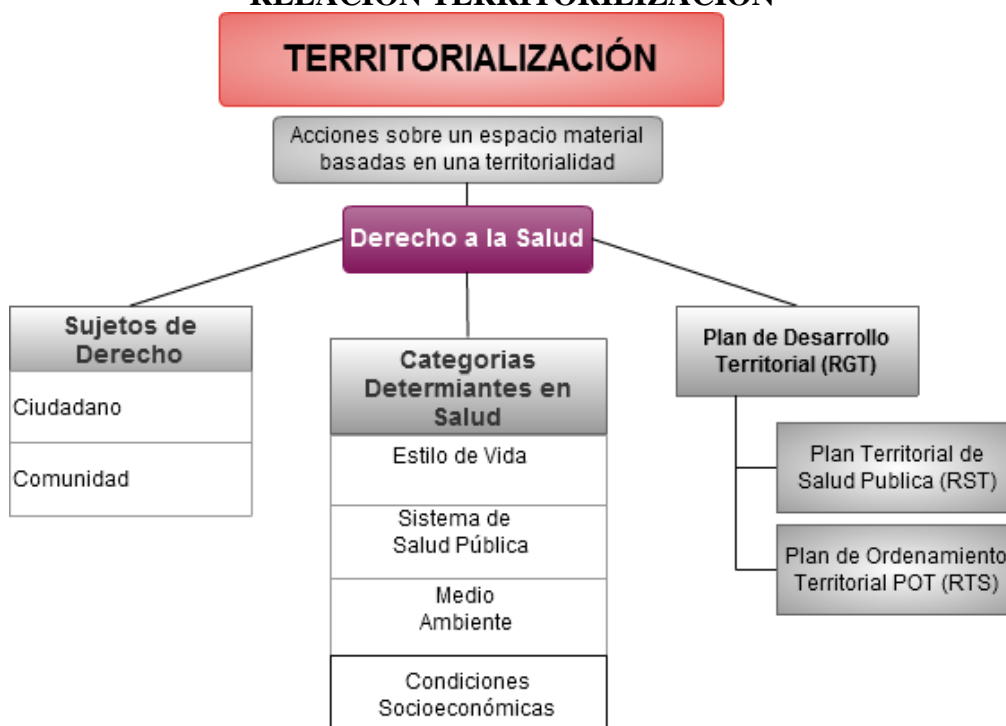 RELACIÓN TERRITORILIZACIÓN
TERRITORIALIZACIÓN
Acciones sobre un espacio material
basadas en una territorialidad
Derecho a la Salud
Sujetos de
Derecho
Ciudadano
Comunidad
Categorias
Determiantes en
Salud
Estilo de Vida
Sistema de
Salud Pública
Medio
Ambiente
Condiciones
Socioeconómicas
Plan de Desarrollo
Territorial (RGT)
Plan Territorial de
Salud Publica (RST)
Plan de Ordenamiento
Territorial POT (RTS)